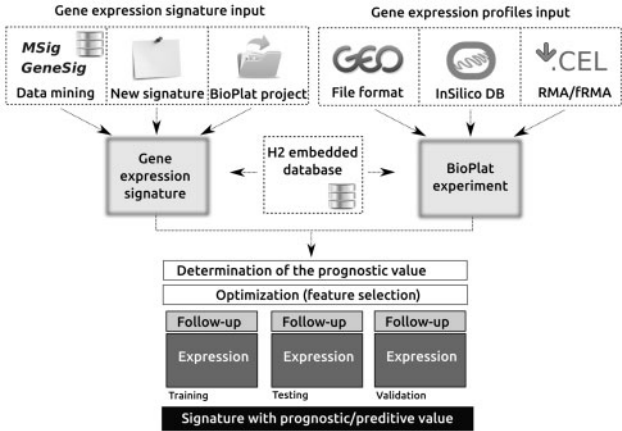 Gene expression signature input
Gene expression profiles input
MSig
GeneSig
Data mining
New signature
BioPlat project
GEO
File format
InSilico DB
.CEL
RMA/fRMA
Gene
expression
signature
H2 embedded
database
BioPlat
experiment
Determination of the prognostic value
Optimization (feature selection)
Follow-up
Follow-up
Follow-up
Expression
Expression
Expression
Training
Testing
Validation
Signature with prognostic/preditive value